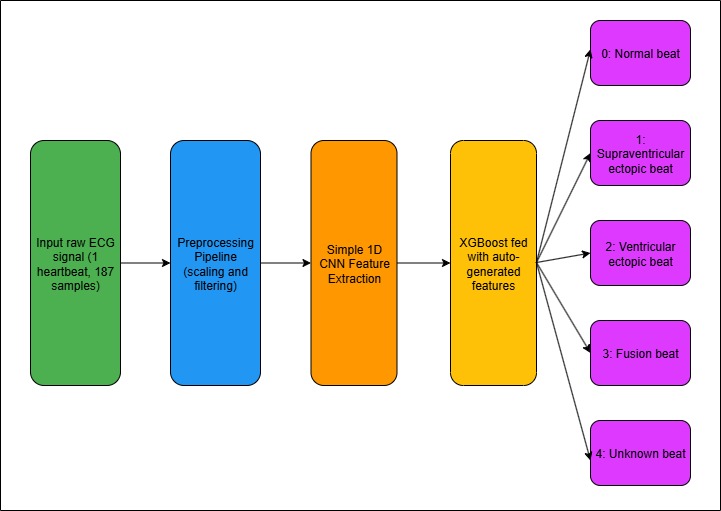 Input raw ECG
signal (1
heartbeat, 187
samples)
Preprocessing
Pipeline
(scaling and
filtering)
Simple 1D
CNN Feature
Extraction
XGBoost fed
with auto-
generated
features
0: Normal beat
1:
Supraventricular
ectopic beat
2: Ventricular
ectopic beat
3: Fusion beat
4: Unknown beat